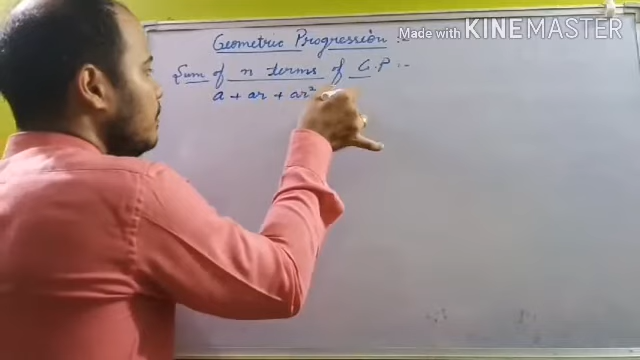 Made with KINEMASTER
Geometric Progression :-
Sum of n terms of G.P :-
a + ar + ar²